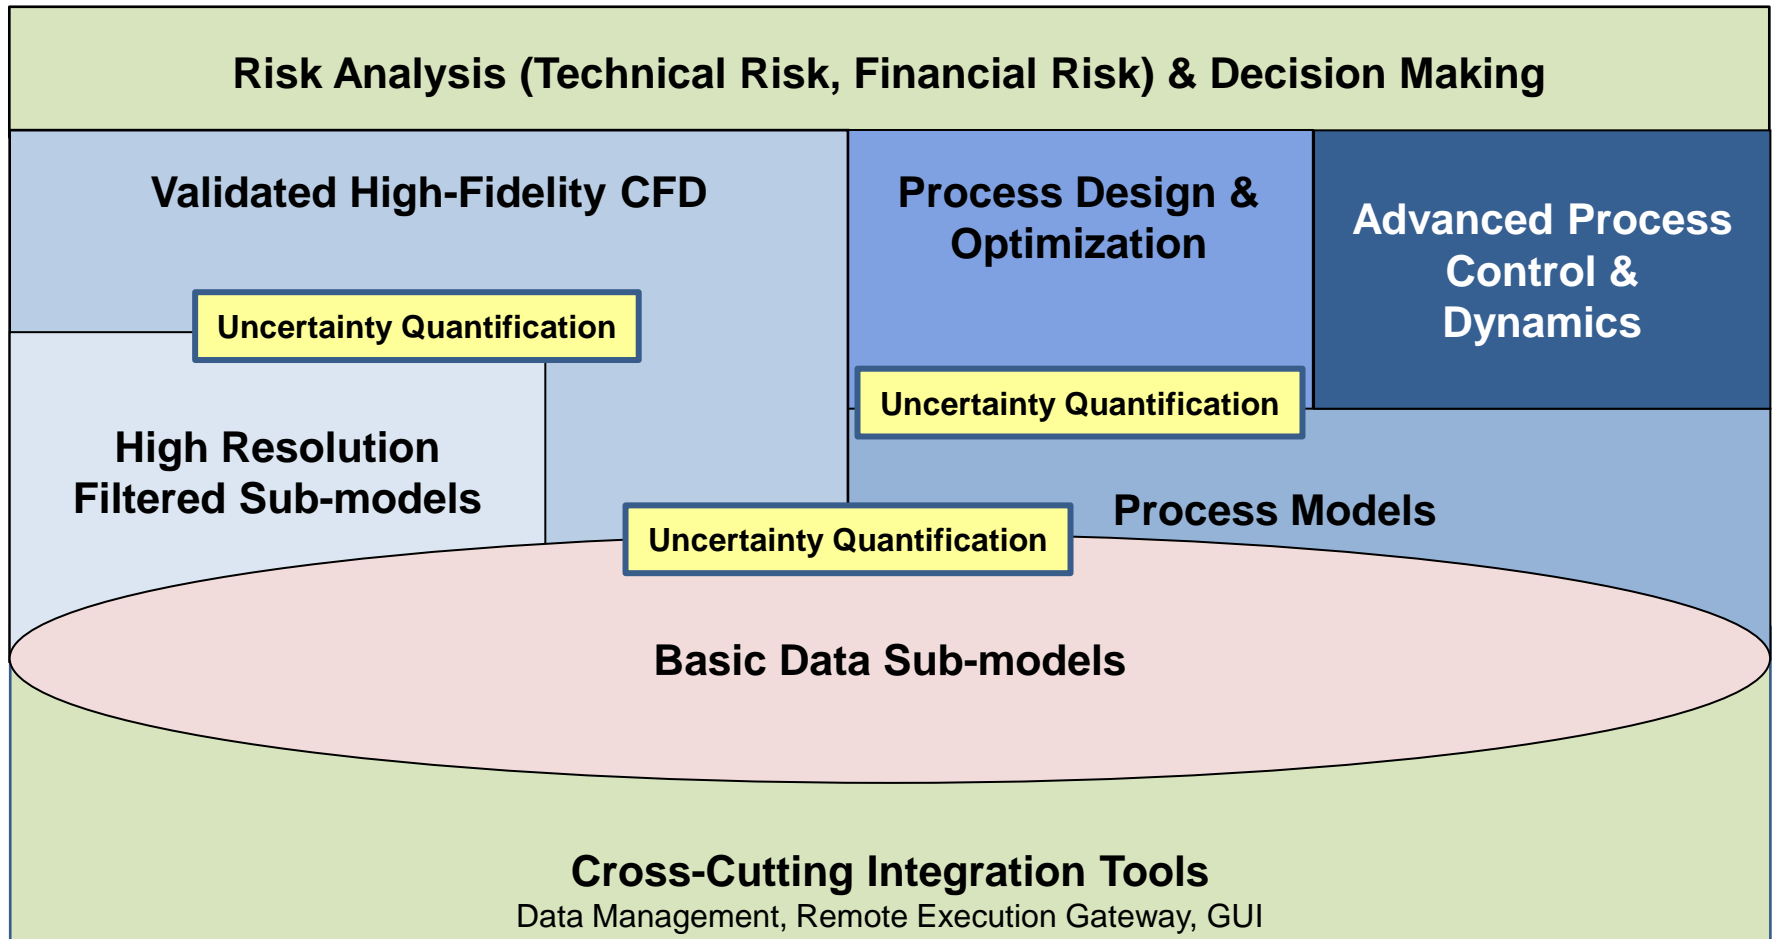 Risk Analysis (Technical Risk, Financial Risk) & Decision Making
Validated High-Fidelity CFD
Process Design &
Optimization
Advanced Process
Control &
Dynamics
Uncertainty Quantification
Uncertainty Quantification
High Resolution
Filtered Sub-models
Process Models
Uncertainty Quantification
Basic Data Sub-models
Cross-Cutting Integration Tools
Data Management, Remote Execution Gateway, GUI